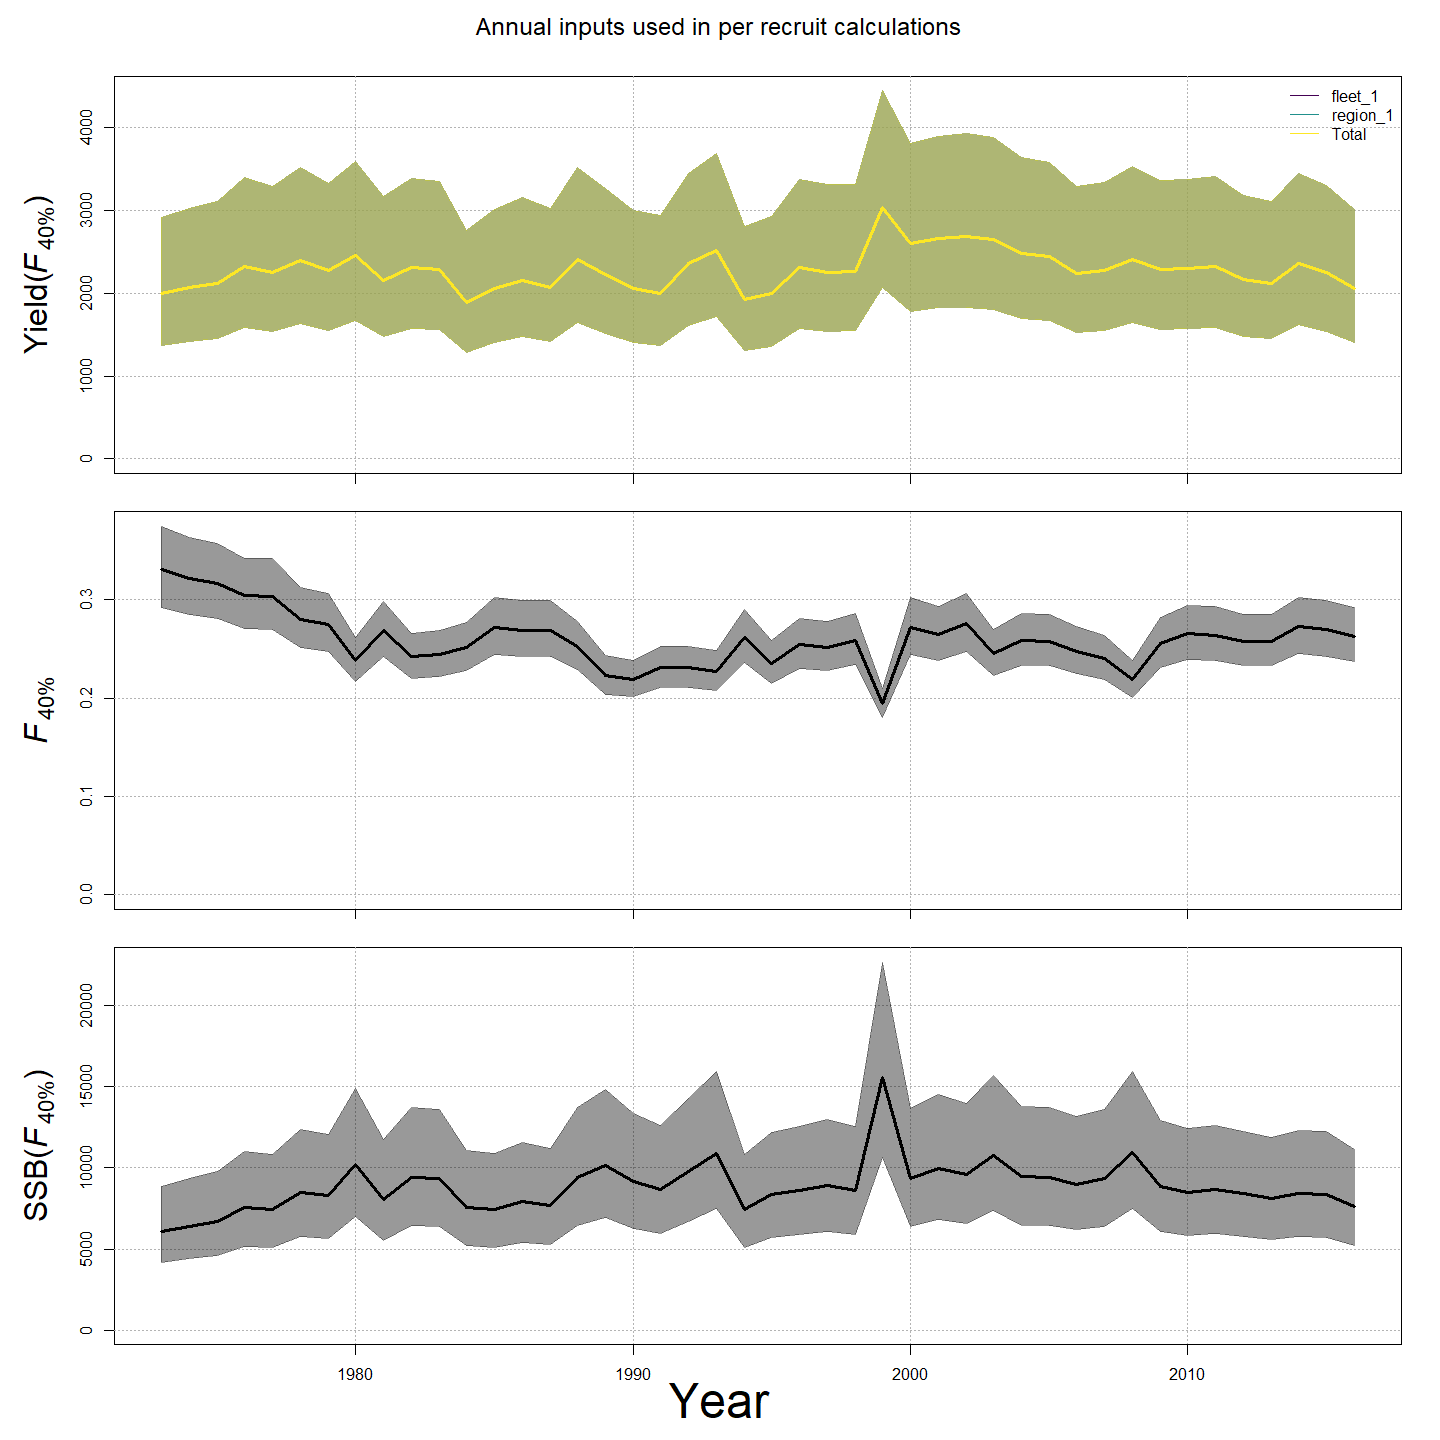 Annual inputs used in per recruit calculations
Yield(F40%)
4000
3000
2000
1000
0
fleet_1
region_1
Total
F40%
0.3
0.2
0.1
0.0
SSB(F40%)
20000
15000
10000
5000
0
1980 1990 2000 2010
Year